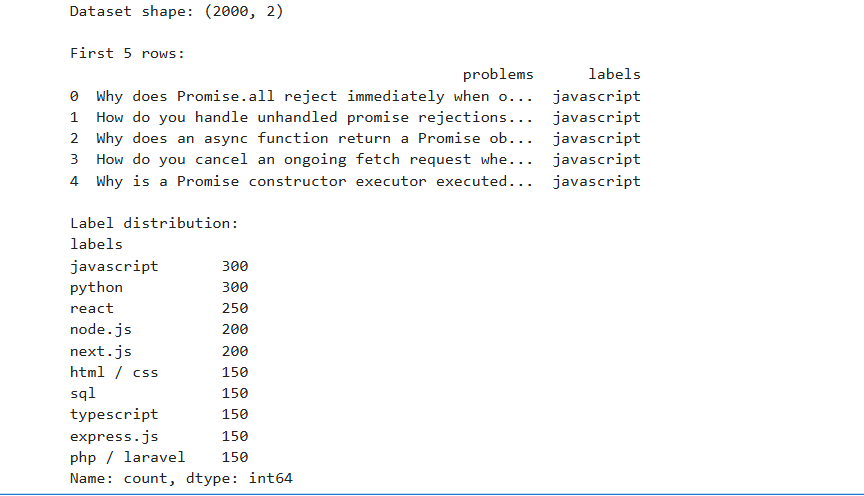 Dataset shape: (2000, 2)
First 5 rows:
problems labels
0 Why does Promise.all reject immediately when o... javascript
1 How do you handle unhandled promise rejections... javascript
2 Why does an async function return a Promise ob... javascript
3 How do you cancel an ongoing fetch request whe... javascript
4 Why is a Promise constructor executor executed... javascript
Label distribution:
labels
javascript 300
python 300
react 250
node.js 200
next.js 200
html / css 150
sql 150
typescript 150
express.js 150
php / laravel 150
Name: count, dtype: int64